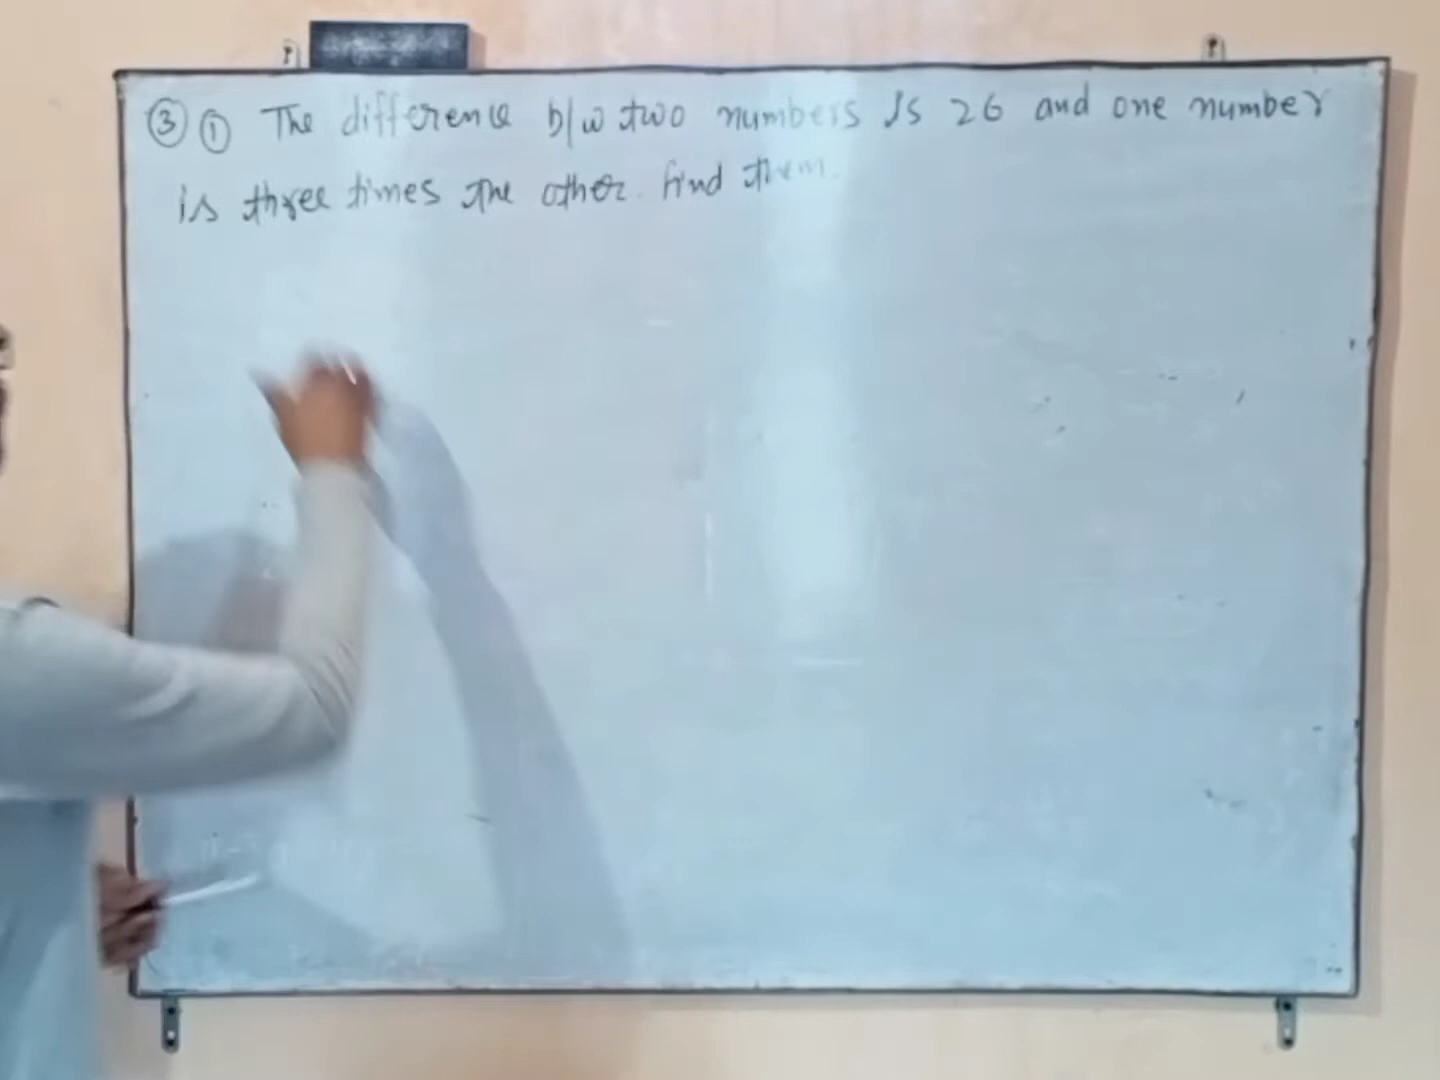 ③ ① The difference b/w two numbers is 26 and one number
is three times the other. find them.